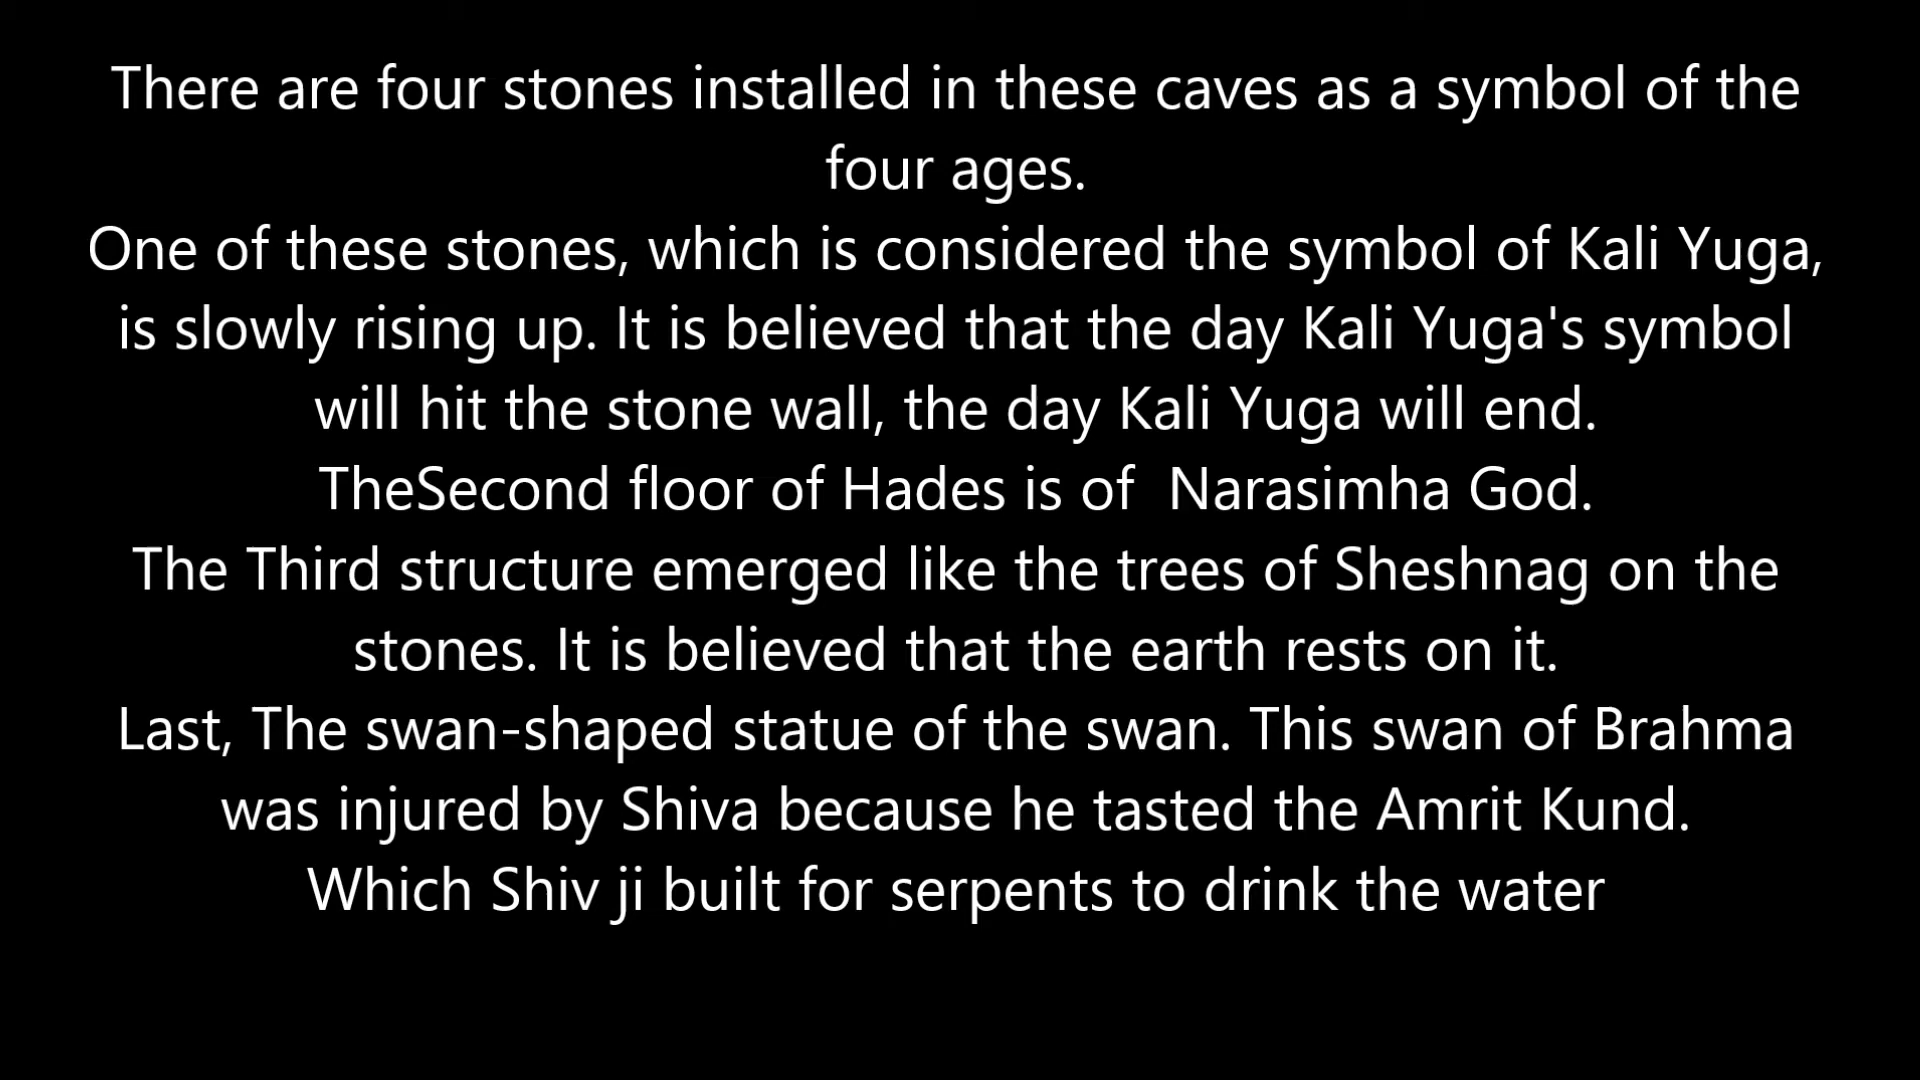 There are four stones installed in these caves as a symbol of the
four ages.
One of these stones, which is considered the symbol of Kali Yuga,
is slowly rising up. It is believed that the day Kali Yuga's symbol
will hit the stone wall, the day Kali Yuga will end.
TheSecond floor of Hades is of  Narasimha God.
The Third structure emerged like the trees of Sheshnag on the
stones. It is believed that the earth rests on it.
Last, The swan-shaped statue of the swan. This swan of Brahma
was injured by Shiva because he tasted the Amrit Kund.
Which Shiv ji built for serpents to drink the water